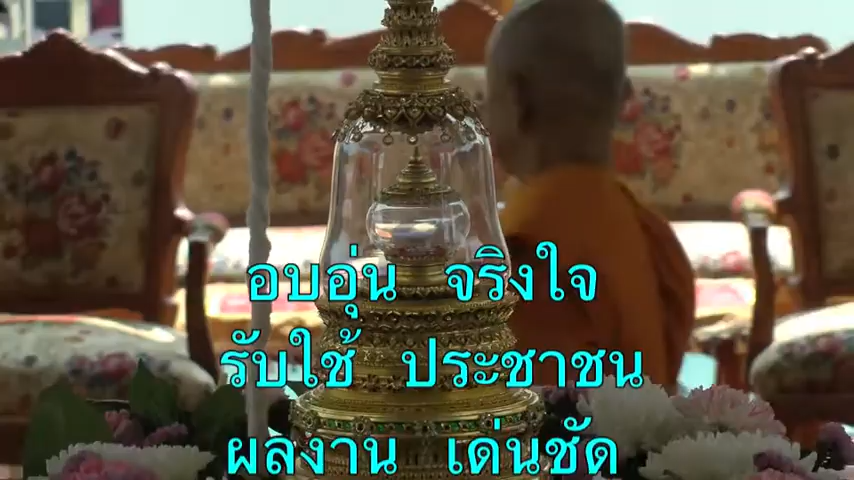 อบอุ่น จริงใจ
รับใช้ ประชาชน
ผลงาน เด่นชัด